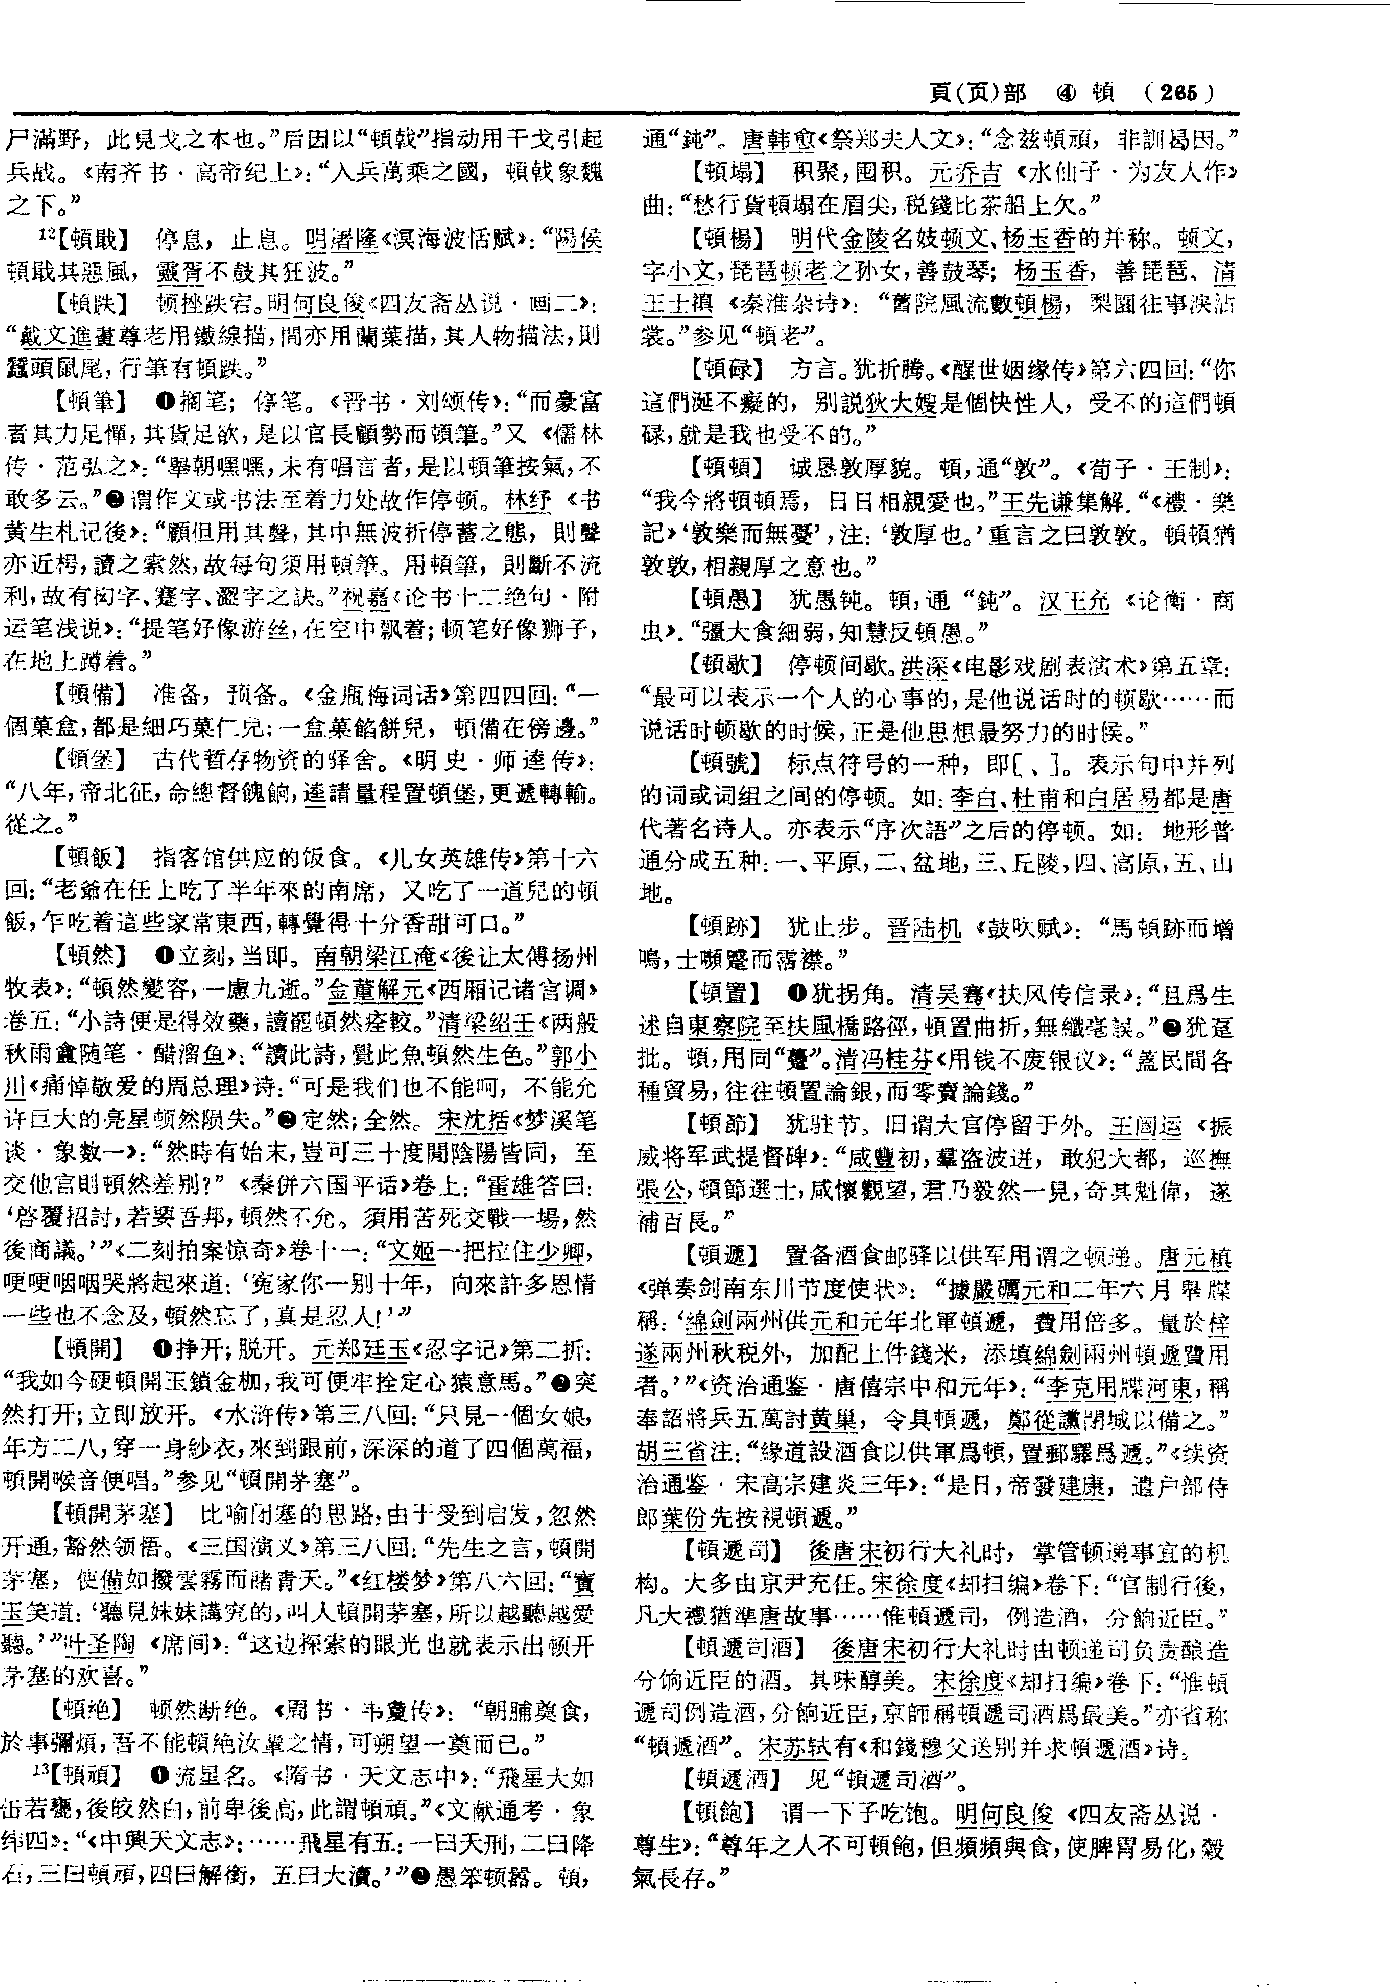 頁(页)部 ④ 頓 (265)
尸滿野，此見戈之本也。”后因以“頓戟”指动用干戈引起
兵战。《南齐书·高帝纪上》：“入兵萬乘之國，頓戟象魏
之下。”
12【頓戢】 停息，止息。明屠隆《溟海波恬赋》：“陽侯
頓戢其惡風，靈胥不鼓其狂波。”
【頓跌】 顿挫跌宕。明何良俊《四友斋丛说·画二》：
“戴文進畫尊老用鐵線描，間亦用蘭葉描，其人物描法，則
蠶頭鼠尾，行筆有頓跌。”
【頓筆】 ❶搁笔；停笔。《晋书·刘颂传》：“而豪富
者其力足憚，其貨足欲，是以官長顧勢而頓筆。”又《儒林
传·范弘之》：“舉朝嘿嘿，未有唱言者，是以頓筆按氣，不
敢多云。”❷谓作文或书法至着力处故作停顿。林纾《书
黄生札记後》：“顧但用其聲，其中無波折停蓄之態，則聲
亦近枵，讀之索然，故每句須用頓筆。用頓筆，則斷不流
利，故有拗字、蹇字、澀字之訣。”祝嘉《论书十二绝句·附
运笔浅说》：“提笔好像游丝，在空中飘着；顿笔好像狮子，
在地上蹲着。”
【頓備】 准备，预备。《金瓶梅词话》第四四回：“一
個菓盒，都是細巧菓仁兒；一盒菓餡餅兒，頓備在傍邊。”
【頓堡】 古代暂存物资的驿舍。《明史·师逵传》：
“八年，帝北征，命總督餽餉，逵請量程置頓堡，更遞轉輸。
從之。”
【頓飯】 指客馆供应的饭食。《儿女英雄传》第十六
回：“老爺在任上吃了半年來的南席，又吃了一道兒的頓
飯，乍吃着這些家常東西，轉覺得十分香甜可口。”
【頓然】 ❶立刻，当即。南朝梁江淹《後让太傅扬州
牧表》：“頓然變容，一慮九逝。”金董解元《西厢记诸宫调》
卷五：“小詩便是得效藥，讀罷頓然痊較。”清梁绍壬《两般
秋雨盦随笔·醋溜鱼》：“讀此詩，覺此魚頓然生色。”郭小
川《痛悼敬爱的周总理》诗：“可是我们也不能呵，不能允
许巨大的亮星顿然陨失。”❷定然；全然。宋沈括《梦溪笔
谈·象数一》：“然時有始末，豈可三十度間陰陽皆同，至
交他宫則頓然差别？”《秦併六国平话》卷上：“雷雄答曰：
‘啓覆招討，若要吾邦，頓然不允。須用苦死交戰一場，然
後商議。’”《二刻拍案惊奇》卷十一：“文姬一把拉住少卿，
哽哽咽咽哭將起來道：‘寃家你一别十年，向來許多恩情
一些也不念及，頓然忘了，真是忍人！’”
【頓開】 ❶挣开；脱开。元郑廷玉《忍字记》第二折：
“我如今硬頓開玉鎖金枷，我可便牢拴定心猿意馬。”❷突
然打开；立即放开。《水浒传》第三八回：“只見一個女娘，
年方二八，穿一身紗衣，來到跟前，深深的道了四個萬福，
頓開喉音便唱。”参见“頓開茅塞”。
【頓開茅塞】 比喻闭塞的思路，由于受到启发，忽然
开通，豁然领悟。《三国演义》第三八回：“先生之言，頓開
茅塞，使備如撥雲霧而睹青天。”《红楼梦》第八六回：“寶
玉笑道：‘聽見妹妹講究的，叫人頓開茅塞，所以越聽越愛
聽。’”叶圣陶《席间》：“这边探索的眼光也就表示出顿开
茅塞的欢喜。”
【頓絶】 顿然断绝。《周书·韦敻传》：“朝脯奠食，
於事彌煩，吾不能頓絶汝輩之情，可朔望一奠而已。”
13【頓頑】 ❶流星名。《隋书·天文志中》：“飛星大如
缶若甕，後皎然白，前卑後高，此謂頓頑。”《文献通考·象
纬四》：“《中興天文志》：……飛星有五：一曰天刑，二曰降
石，三曰頓頑，四曰解銜，五曰大瀆。’”❷愚笨顽嚣。頓，
通“鈍”。唐韩愈《祭郑夫人文》：“念兹頓頑，非訓曷因。”
【頓塌】 积聚，囤积。元乔吉《水仙子·为友人作》
曲：“愁行貨頓塌在眉尖，税錢比茶船上欠。”
【頓楊】 明代金陵名妓顿文、杨玉香的并称。顿文，
字小文，琵琶顿老之孙女，善鼓琴；杨玉香，善琵琶。清
王士禛《秦淮杂诗》：“舊院風流數頓楊，梨園往事淚沾
裳。”参见“頓老”。
【頓碌】 方言。犹折腾。《醒世姻缘传》第六四回：“你
這們涎不癡的，别説狄大嫂是個快性人，受不的這們頓
碌，就是我也受不的。”
【頓頓】 诚恳敦厚貌。頓，通“敦”。《荀子·王制》：
“我今將頓頓焉，日日相親愛也。”王先谦集解：“《禮·樂
記》‘敦樂而無憂’，注：‘敦厚也。’重言之曰敦敦。頓頓猶
敦敦，相親厚之意也。”
【頓愚】 犹愚钝。頓，通“鈍”。汉王充《论衡·商
虫》：“彊大食細弱，知慧反頓愚。”
【頓歇】 停顿间歇。洪深《电影戏剧表演术》第五章：
“最可以表示一个人的心事的，是他说话时的顿歇……而
说话时顿歇的时候，正是他思想最努力的时侯。”
【頓號】 标点符号的一种，即[、]。表示句中并列
的词或词组之间的停顿。如：李白、杜甫和白居易都是唐
代著名诗人。亦表示“序次語”之后的停顿。如：地形普
通分成五种：一、平原，二、盆地，三、丘陵，四、高原，五、山
地。
【頓跡】 犹止步。晋陆机《鼓吹赋》：“馬頓跡而增
鳴，士嚬蹙而霑襟。”
【頓置】 ❶犹拐角。清吴骞《扶风传信录》：“且爲生
述自東察院至扶風橋路徑，頓置曲折，無纖毫誤。”❷犹趸
批。頓，用同“躉”。清冯桂芬《用钱不废银议》：“蓋民間各
種貿易，往往頓置論銀，而零賣論錢。”
【頓節】 犹驻节。旧谓大官停留于外。王闿运《振
威将军武提督碑》：“咸豐初，羣盗波迸，敢犯大都，巡撫
張公，頓節選士，咸懷觀望，君乃毅然一見，奇其魁偉，遂
補百長。”
【頓遞】 置备酒食邮驿以供军用谓之顿递。唐元稹
《弹奏剑南东川节度使状》：“據嚴礪元和二年六月舉牒
稱：‘綿劍兩州供元和元年北軍頓遞，費用倍多。量於梓
遂兩州秋税外，加配上件錢米，添填綿劍兩州頓遞費用
者。’”《资治通鉴·唐僖宗中和元年》：“李克用牒河東，稱
奉詔將兵五萬討黄巢，令具頓遞，鄭從讜閉城以備之。”
胡三省注：“緣道設酒食以供軍爲頓，置郵驛爲遞。”《续资
治通鉴·宋高宗建炎三年》：“是日，帝發建康，遣户部侍
郎葉份先按視頓遞。”
【頓遞司】 後唐宋初行大礼时，掌管顿递事宜的机
构。大多由京尹充任。宋徐度《却扫编》卷下：“官制行後，
凡大禮猶準唐故事……惟頓遞司，例造酒，分餉近臣。”
【頓遞司酒】 後唐宋初行大礼时由顿递司负责酿造
分饷近臣的酒。其味醇美。宋徐度《却扫编》卷下：“惟頓
遞司例造酒，分餉近臣，京師稱頓遞司酒爲最美。”亦省称
“頓遞酒”。宋苏轼有《和錢穆父送别并求頓遞酒》诗。
【頓遞酒】 见“頓遞司酒”。
【頓飽】 谓一下子吃饱。明何良俊《四友斋丛说·
尊生》：“尊年之人不可頓飽，但頻頻與食，使脾胃易化，榖
氣長存。”